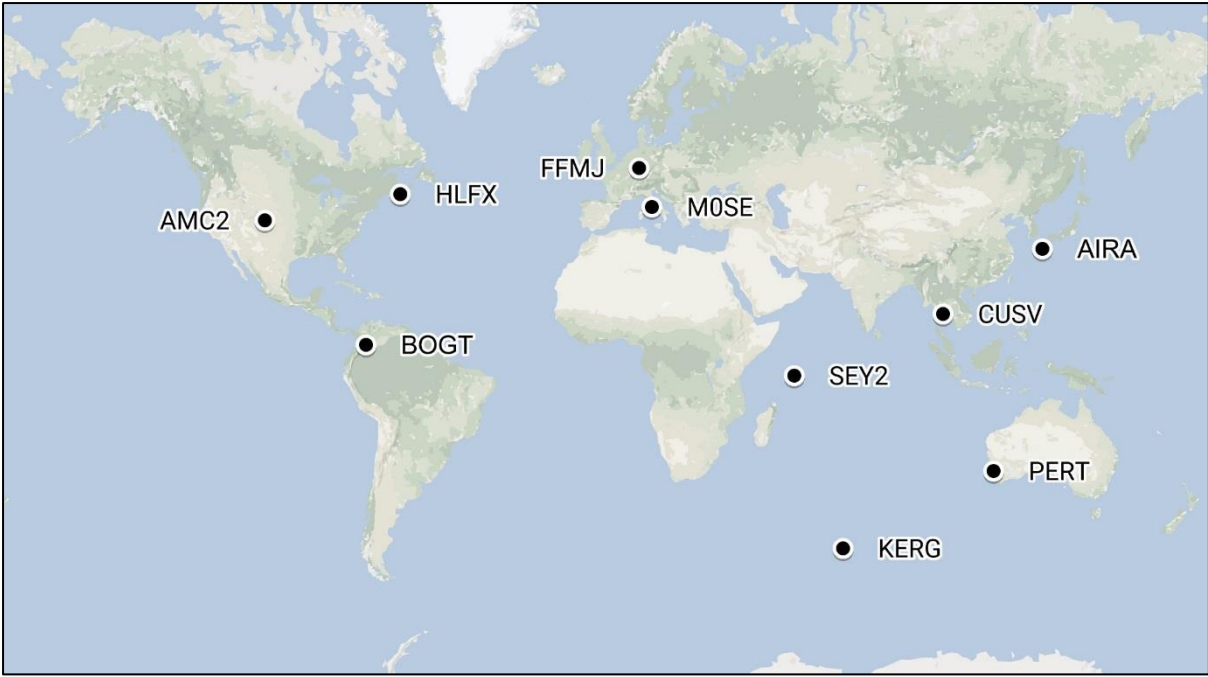 FFMJ
HLFX
M0SE
AMC2
AIRA
CUSV
BOGT
SEY2
PERT
KERG